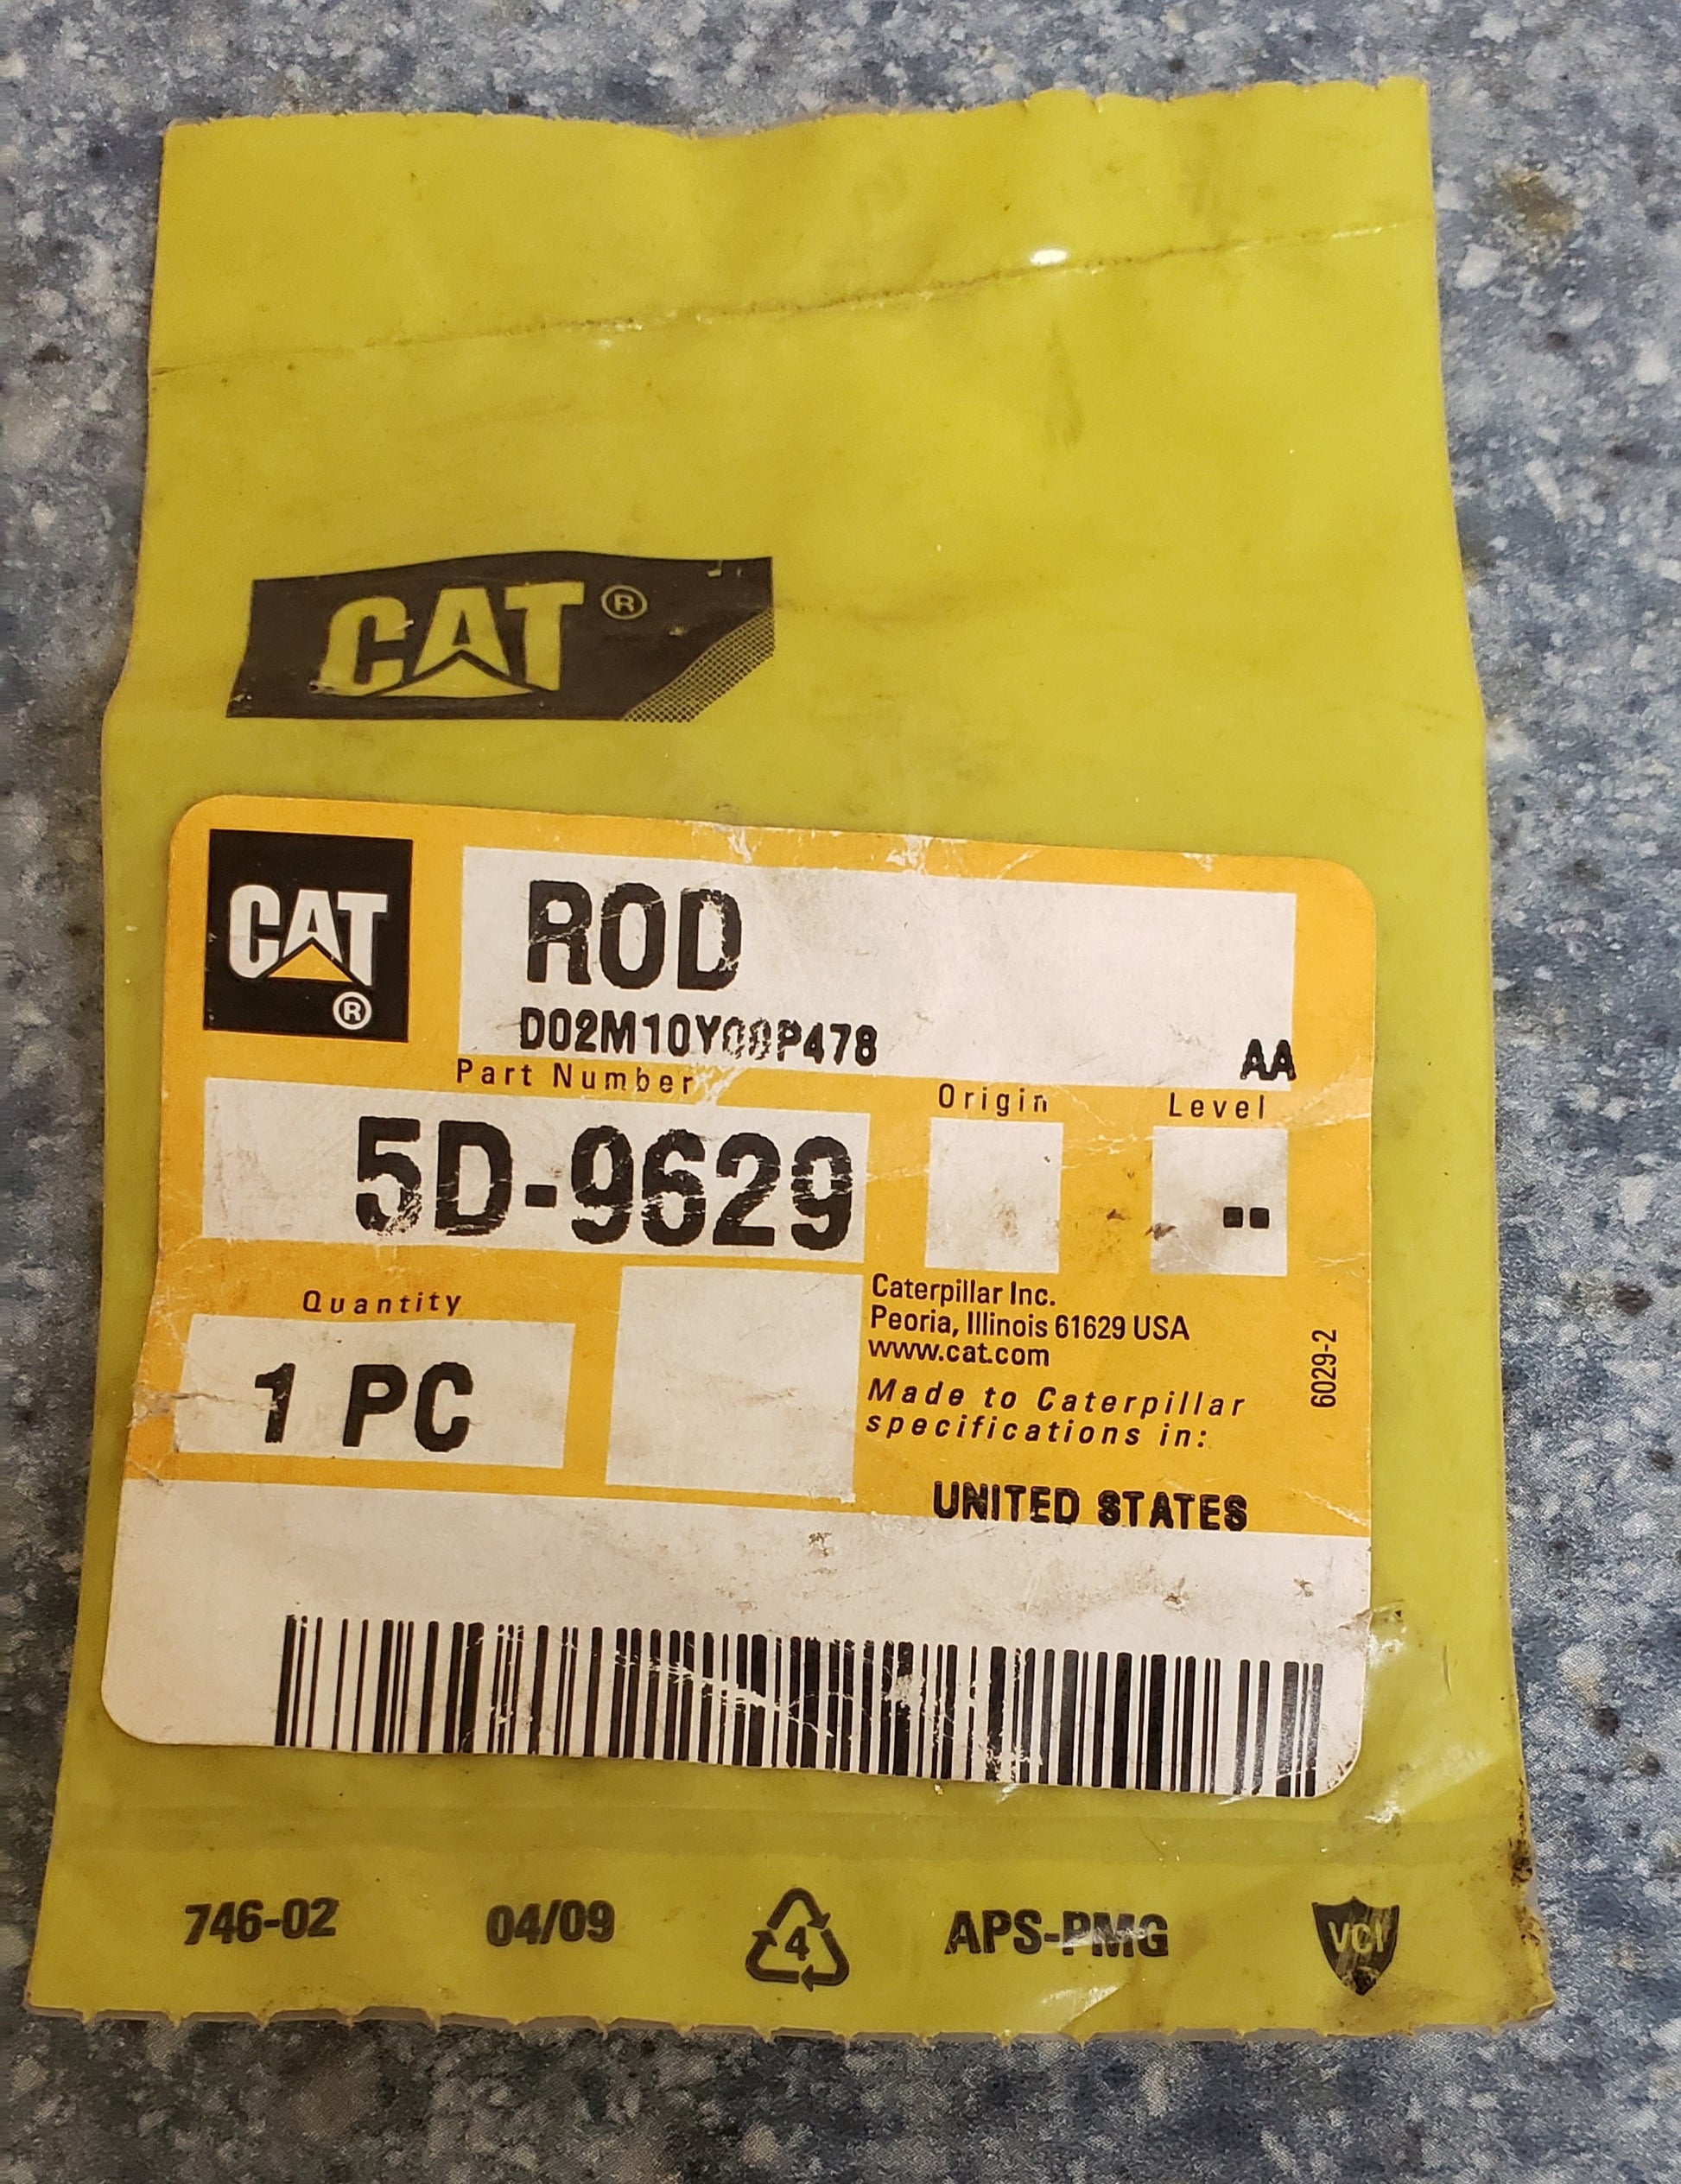 CAT®
CAT
®
ROD
D02M10Y09P478
AA
Part Number
Origin
Level
5D-9629
--
Quantity
1 PC
Caterpillar Inc.
Peoria, Illinois 61629 USA
www.cat.com
Made to Caterpillar
specifications in:
UNITED STATES
6029-2
746-02
04/09
4
APS-PMG
VCI